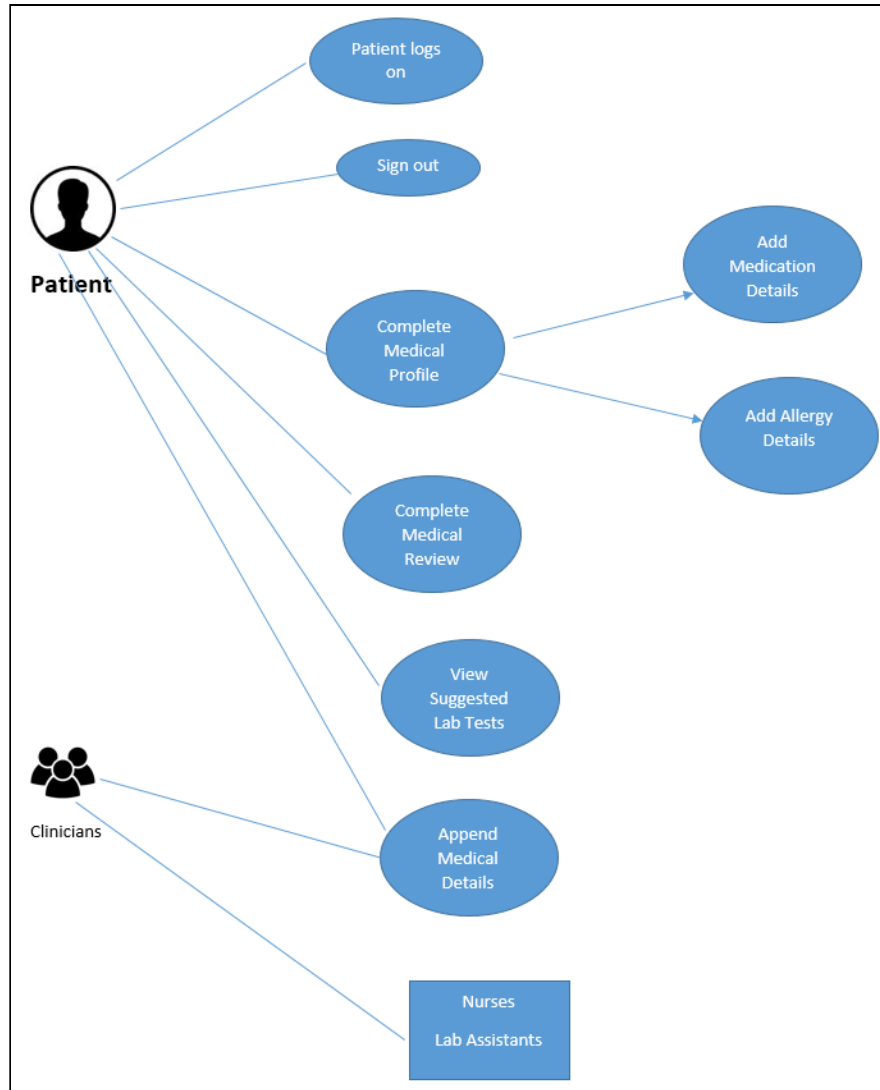 Patient logs
on
Sign out
Patient
Add
Medication
Details
Complete
Medical
Profile
Add Allergy
Details
Complete
Medical
Review
View
Suggested
Lab Tests
Clinicians
Append
Medical
Details
Nurses
Lab Assistants